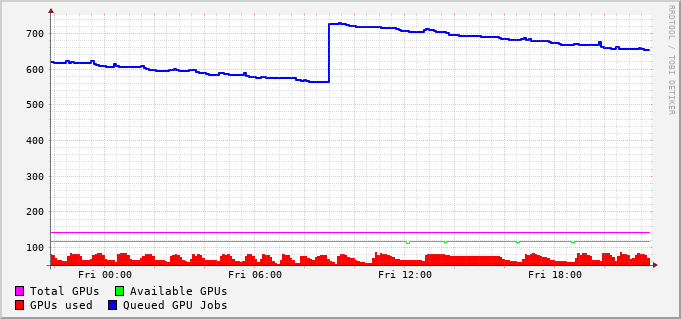 RRDTOOL / TOBI OETIKER
700
600
500
400
300
200
100
Fri 00:00 Fri 06:00 Fri 12:00 Fri 18:00
Total GPUs Available GPUs
GPUs used Queued GPU Jobs